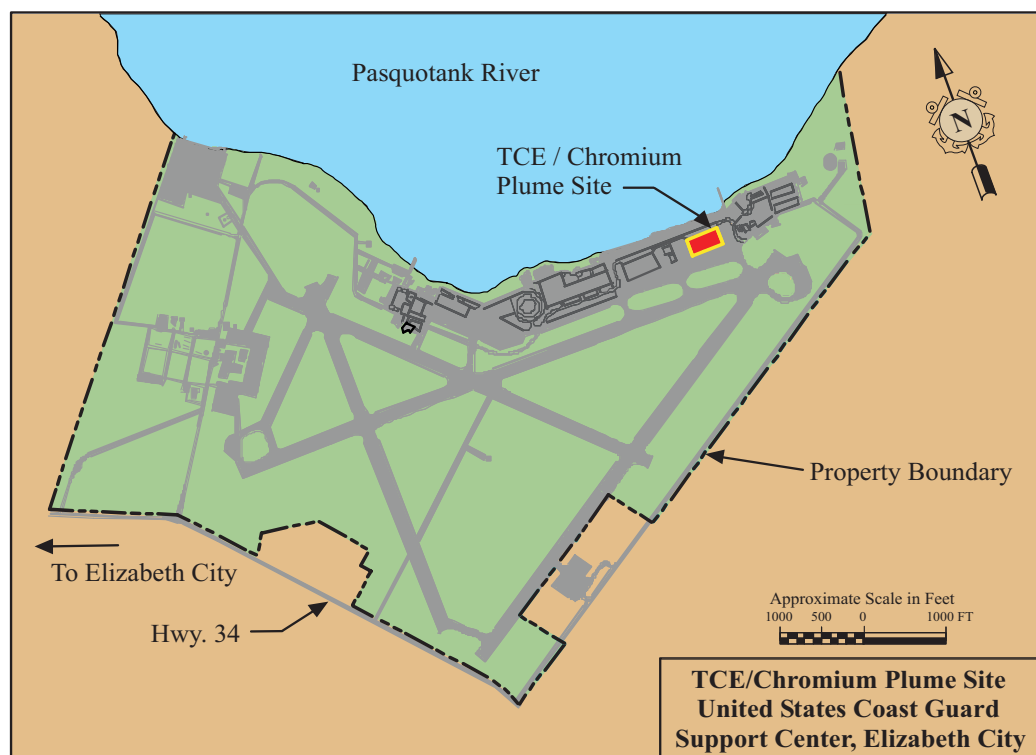 Pasquotank River
N
TCE / Chromium
Plume Site
Property Boundary
To Elizabeth City
Hwy. 34
Approximate Scale in Feet
1000 500 0 1000 FT
TCE/Chromium Plume Site
United States Coast Guard
Support Center, Elizabeth City